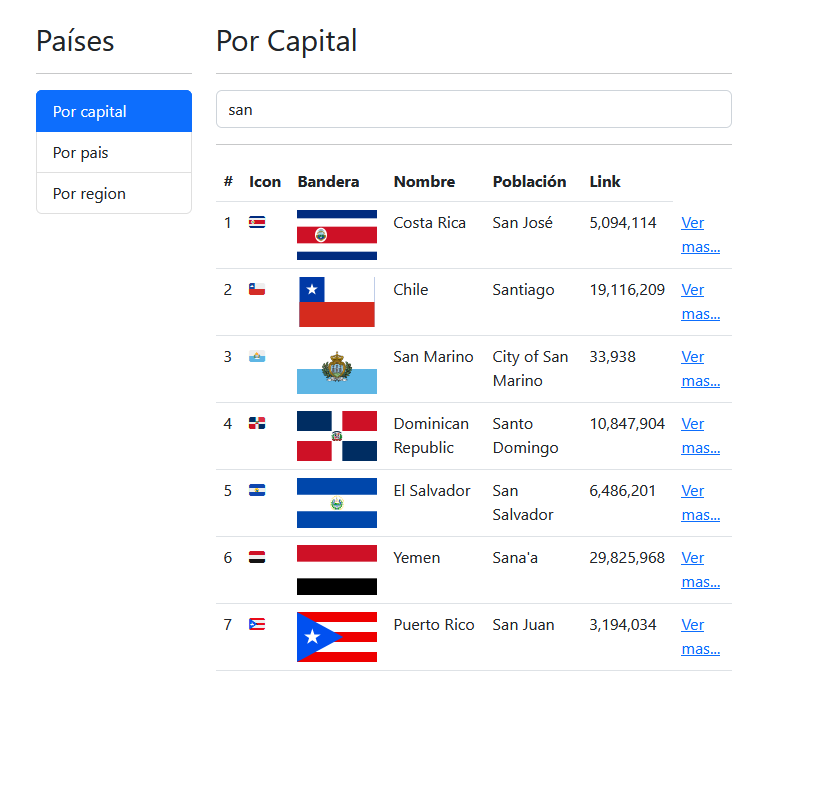 Países
Por capital
Por pais
Por region
Por Capital
san
# Icon Bandera Nombre Población Link
1 Costa Rica San José 5,094,114 Ver
mas...
2 Chile Santiago 19,116,209 Ver
mas...
3 San Marino City of San 33,938 Ver
Marino mas...
4 Dominican Santo 10,847,904 Ver
Republic Domingo mas...
5 El Salvador San 6,486,201 Ver
Salvador mas...
6 Yemen Sana'a 29,825,968 Ver
mas...
7 Puerto Rico San Juan 3,194,034 Ver
mas...